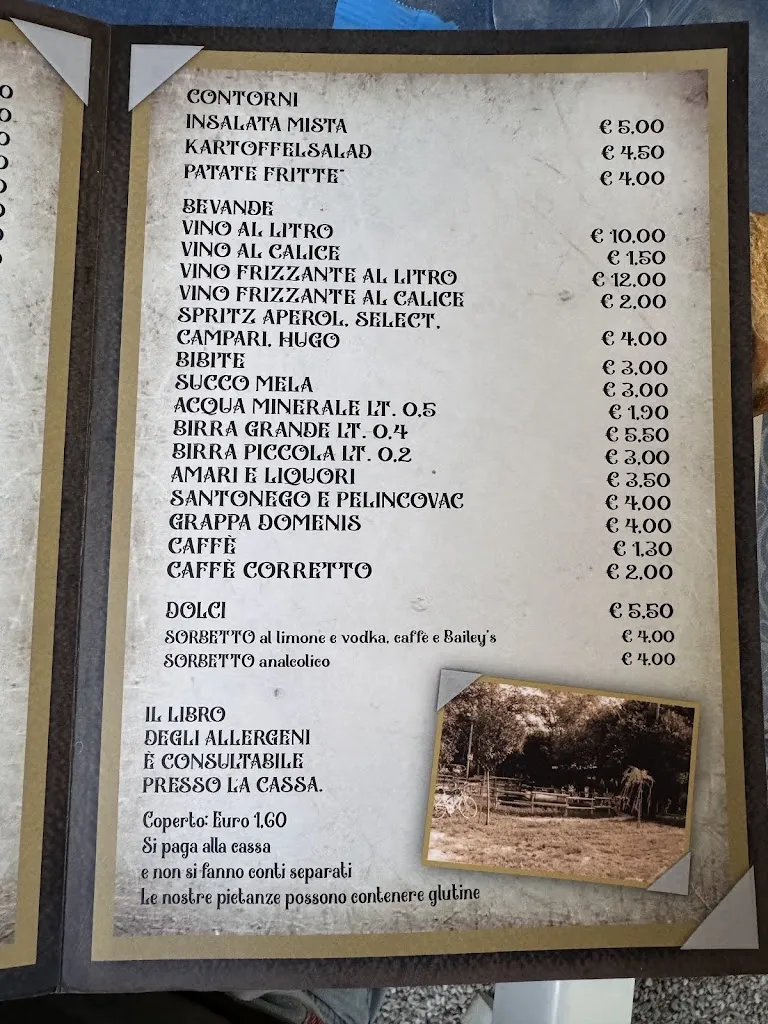 CONTORNI
INSALATA MISTA € 5,00
KARTOFFELSALAD € 4,50
PATATE FRITTE* € 4,00
BEVANDE
VINO AL LITRO € 10,00
VINO AL CALICE € 1,50
VINO FRIZZANTE AL LITRO € 12,00
VINO FRIZZANTE AL CALICE € 2,00
SPRITZ APEROL, SELECT,
CAMPARI, HUGO € 4,00
BIBITE € 3,00
SUCCO MELA € 3,00
ACQUA MINERALE LT. 0,5 € 1,90
BIRRA GRANDE LT. 0,4 € 5,50
BIRRA PICCOLA LT. 0,2 € 3,00
AMARI E LIQUORI € 3,50
SANTONEGO E PELINCOVAC € 4,00
GRAPPA DOMENIS € 4,00
CAFFÈ € 1,30
CAFFÈ CORRETTO € 2,00
DOLCI € 5,50
SORBETTO al limone e vodka, caffè e Bailey's € 4,00
SORBETTO analcolico € 4,00
IL LIBRO
DEGLI ALLERGENI
È CONSULTABILE
PRESSO LA CASSA.
Coperto: Euro 1,60
Si paga alla cassa
e non si fanno conti separati
Le nostre pietanze possono contenere glutine